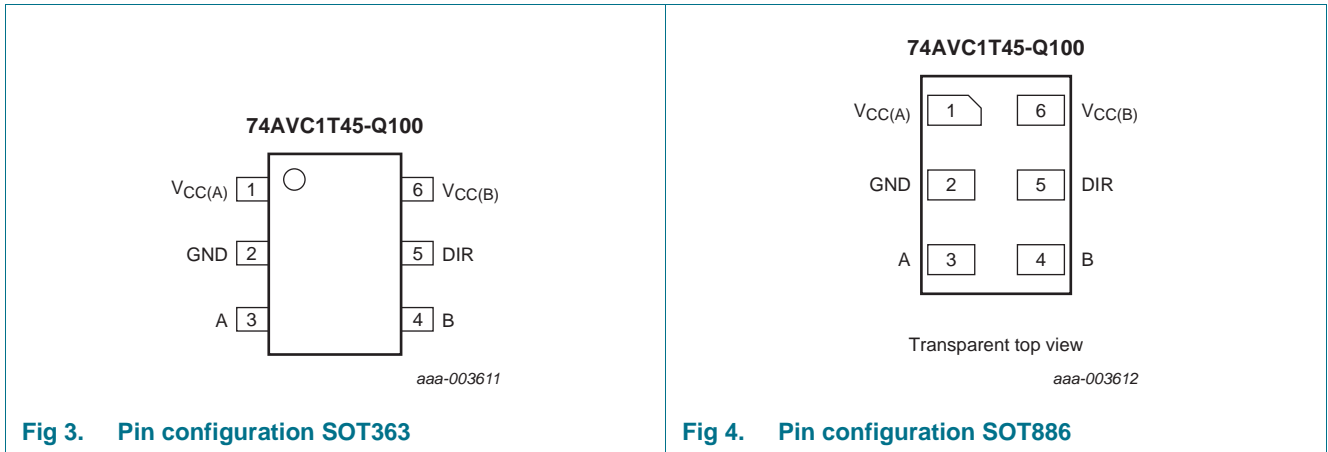 74AVC1T45-Q100
VCC(A) 1 6 VCC(B)
GND 2 5 DIR
A 3 4 B
aaa-003611
Fig 3. Pin configuration SOT363
74AVC1T45-Q100
VCC(A) 1 6 VCC(B)
GND 2 5 DIR
A 3 4 B
Transparent top view
aaa-003612
Fig 4. Pin configuration SOT886